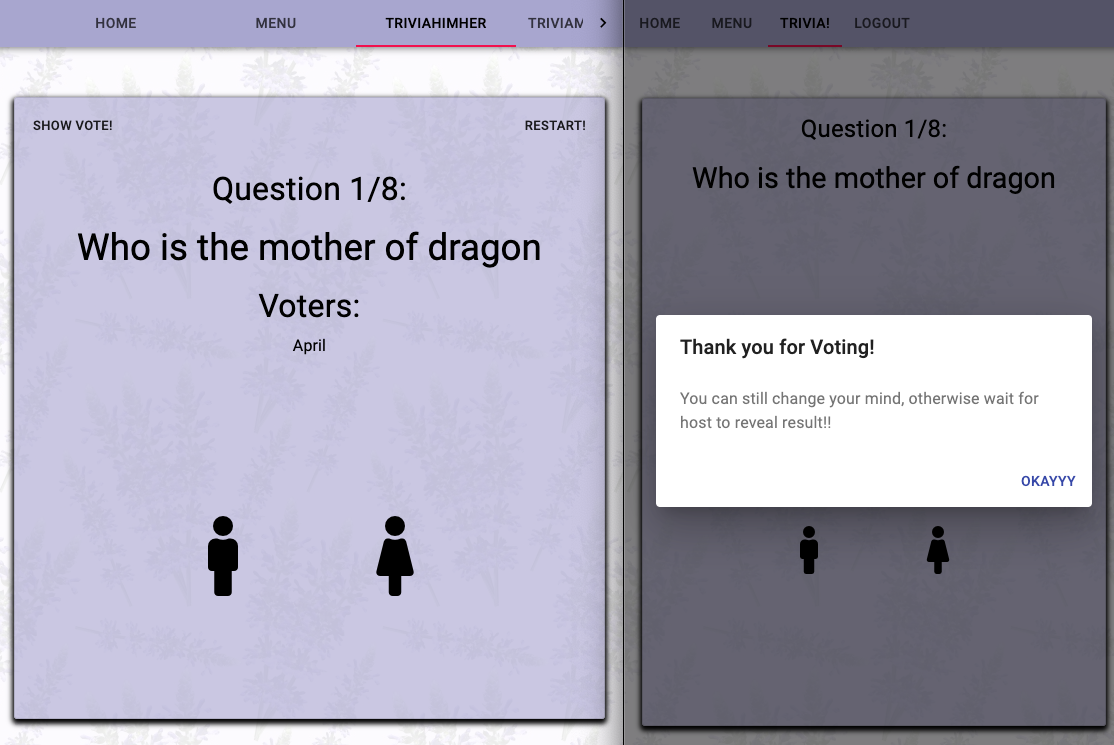 HOME MENU TRIVIAHIMHER TRIVIAM
SHOW VOTE! RESTART!
Question 1/8:
Who is the mother of dragon
Voters:
April
HOME MENU TRIVIA! LOGOUT
Question 1/8:
Who is the mother of dragon
Thank you for Voting!
You can still change your mind, otherwise wait for
host to reveal result!!
OKAYYY